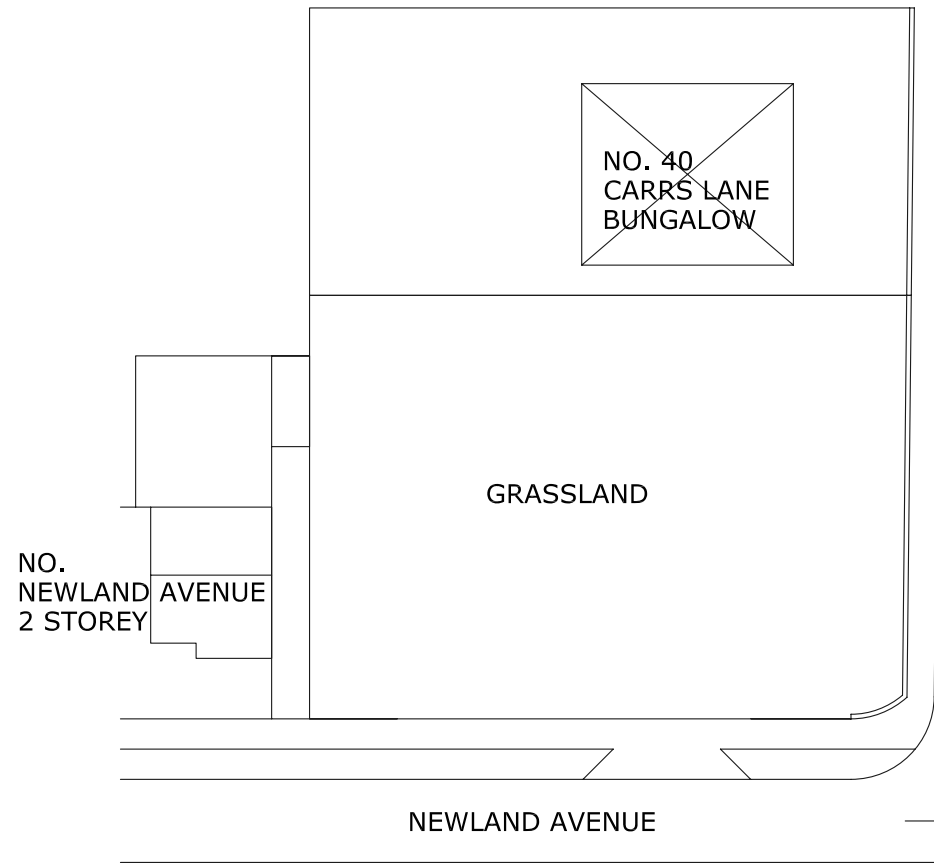 NO. 40
CARRS LANE
BUNGALOW
GRASSLAND
NO.
NEWLAND AVENUE
2 STOREY
NEWLAND AVENUE